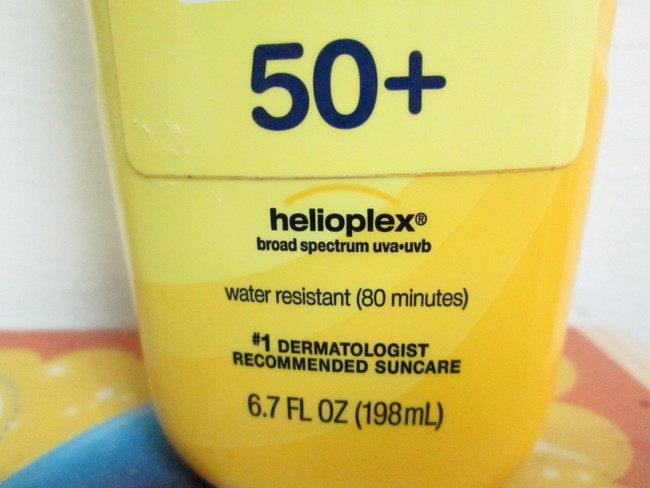 50+
helioplex®
broad spectrum uva•uvb
water resistant (80 minutes)
#1 DERMATOLOGIST
RECOMMENDED SUNCARE
6.7 FL OZ (198mL)